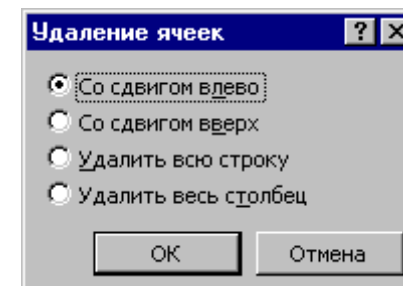 Удаление ячеек
Со сдвигом влево
Со сдвигом вверх
Удалить всю строку
Удалить весь столбец
ОК
Отмена